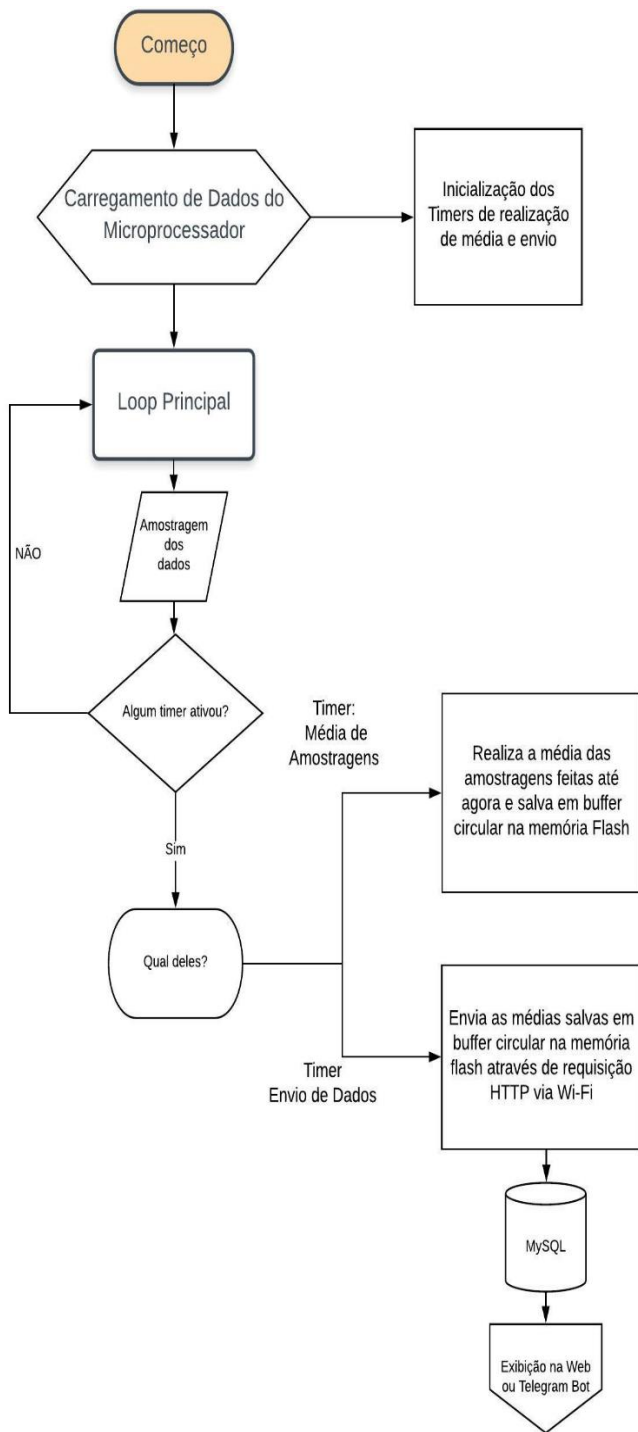 Começo
Carregamento de Dados do
Microprocessador
Inicialização dos
Timers de realização
de média e envio
Loop Principal
Amostragem
dos
dados
NÃO
Algum timer ativou?
Timer:
Média de
Amostragens
Realiza a média das
amostragens feitas até
agora e salva em buffer
circular na memória Flash
Sim
Qual deles?
Timer
Envio de Dados
Envia as médias salvas em
buffer circular na memória
flash através de requisição
HTTP via Wi-Fi
MySQL
Exibição na Web
ou Telegram Bot